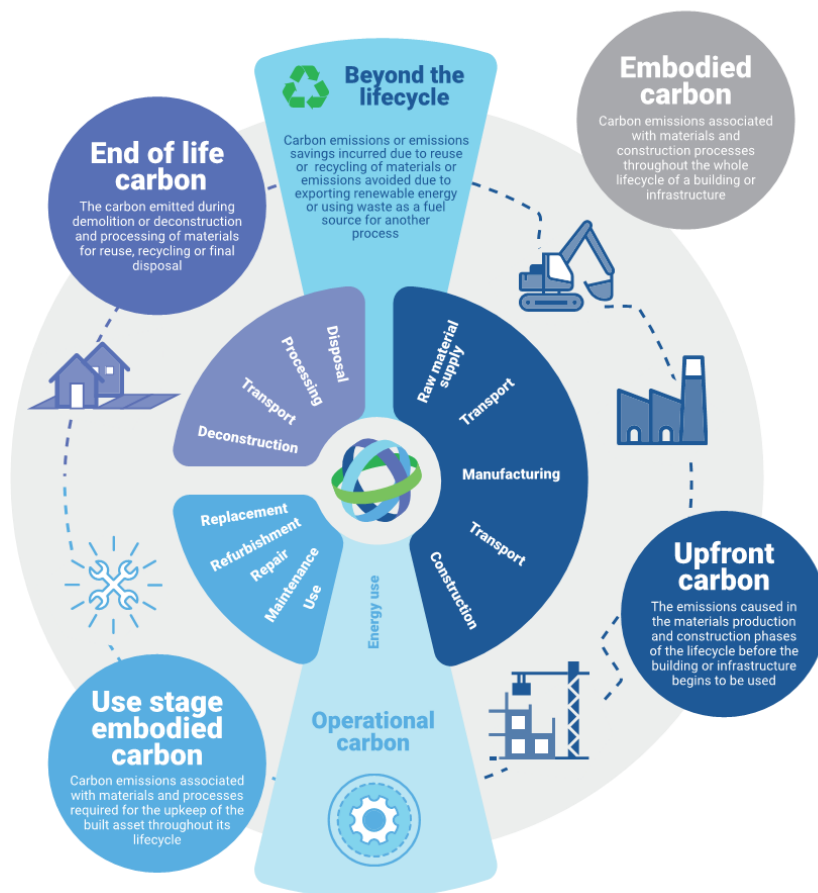 Beyond the
lifecycle
Carbon emissions or emissions
savings incurred due to reuse
or recycling of materials or
emissions avoided due to
exporting renewable energy
or using waste as a fuel
source for another
process
Embodied
carbon
Carbon emissions associated
with materials and
construction processes
throughout the whole
lifecycle of a building or
infrastructure
End of life
carbon
The carbon emitted during
demolition or deconstruction
and processing of materials
for reuse, recycling or final
disposal
Disposal
Processing
Transport
Deconstruction
Raw material
supply
Transport
Manufacturing
Transport
Construction
Replacement
Refurbishment
Repair
Maintenance
Use
Energy use
Upfront
carbon
The emissions caused in
the materials production
and construction phases
of the lifecycle before the
building or infrastructure
begins to be used
Use stage
embodied
carbon
Carbon emissions associated
with materials and processes
required for the upkeep of the
built asset throughout its
lifecycle
Operational
carbon